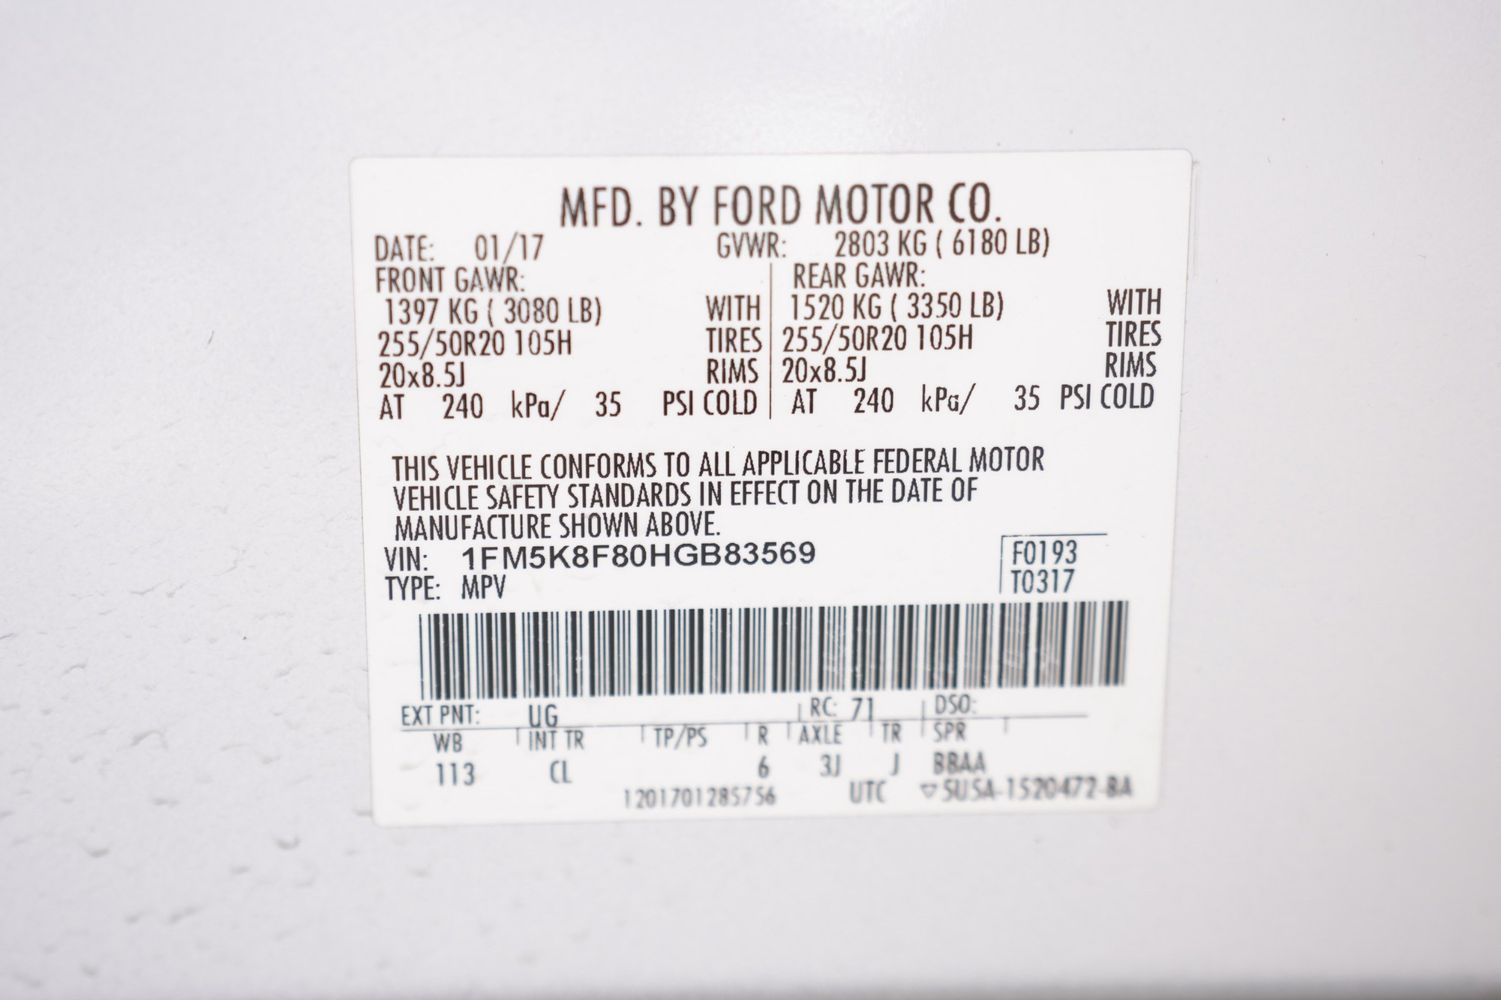 MFD. BY FORD MOTOR CO.
DATE: 01/17 GVWR: 2803 KG ( 6180 LB)
FRONT GAWR: REAR GAWR:
1397 KG ( 3080 LB) WITH 1520 KG ( 3350 LB) WITH
255/50R20 105H TIRES 255/50R20 105H TIRES
20x8.5J RIMS 20x8.5J RIMS
AT 240 kPa/ 35 PSI COLD AT 240 kPa/ 35 PSI COLD
THIS VEHICLE CONFORMS TO ALL APPLICABLE FEDERAL MOTOR
VEHICLE SAFETY STANDARDS IN EFFECT ON THE DATE OF
MANUFACTURE SHOWN ABOVE.
VIN: 1FM5K8F80HGB83569 F0193
TYPE: MPV T0317
EXT PNT: UG RC: 71 DSO:
WB INT TR TP/PS R AXLE TR SPR
113 CL 6 3J J BBAA
1201701285756 UTC ▽SUSA-1520472-BA